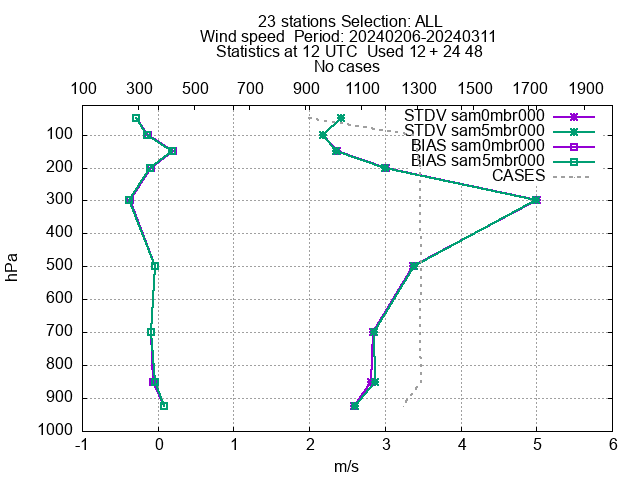 23 stations Selection: ALL
Wind speed  Period: 20240206-20240311
Statistics at 12 UTC  Used 12 + 24 48
No cases
100 300 500 700 900 1100 1300 1500 1700 1900
STDV sam0mbr000
STDV sam5mbr000
BIAS sam0mbr000
BIAS sam5mbr000
CASES
100
200
300
400
500
600
700
800
900
1000
hPa
-1 0 1 2 3 4 5 6
m/s